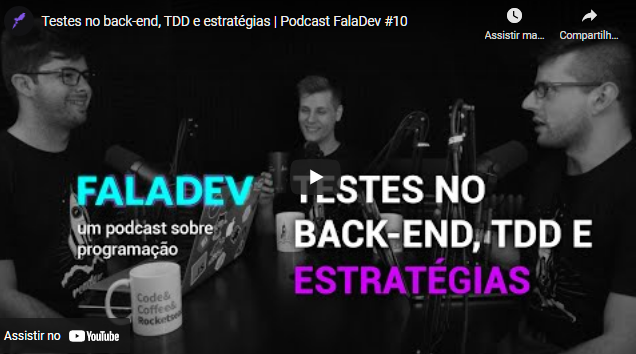 Testes no back-end, TDD e estratégias | Podcast FalaDev #10
Assistir ma...
Compartilh...
FALADEV
um podcast sobre
programação
TESTES NO
BACK-END, TDD E
ESTRATÉGIAS
Code&
Coffee&
Rocketseat
Assistir no YouTube